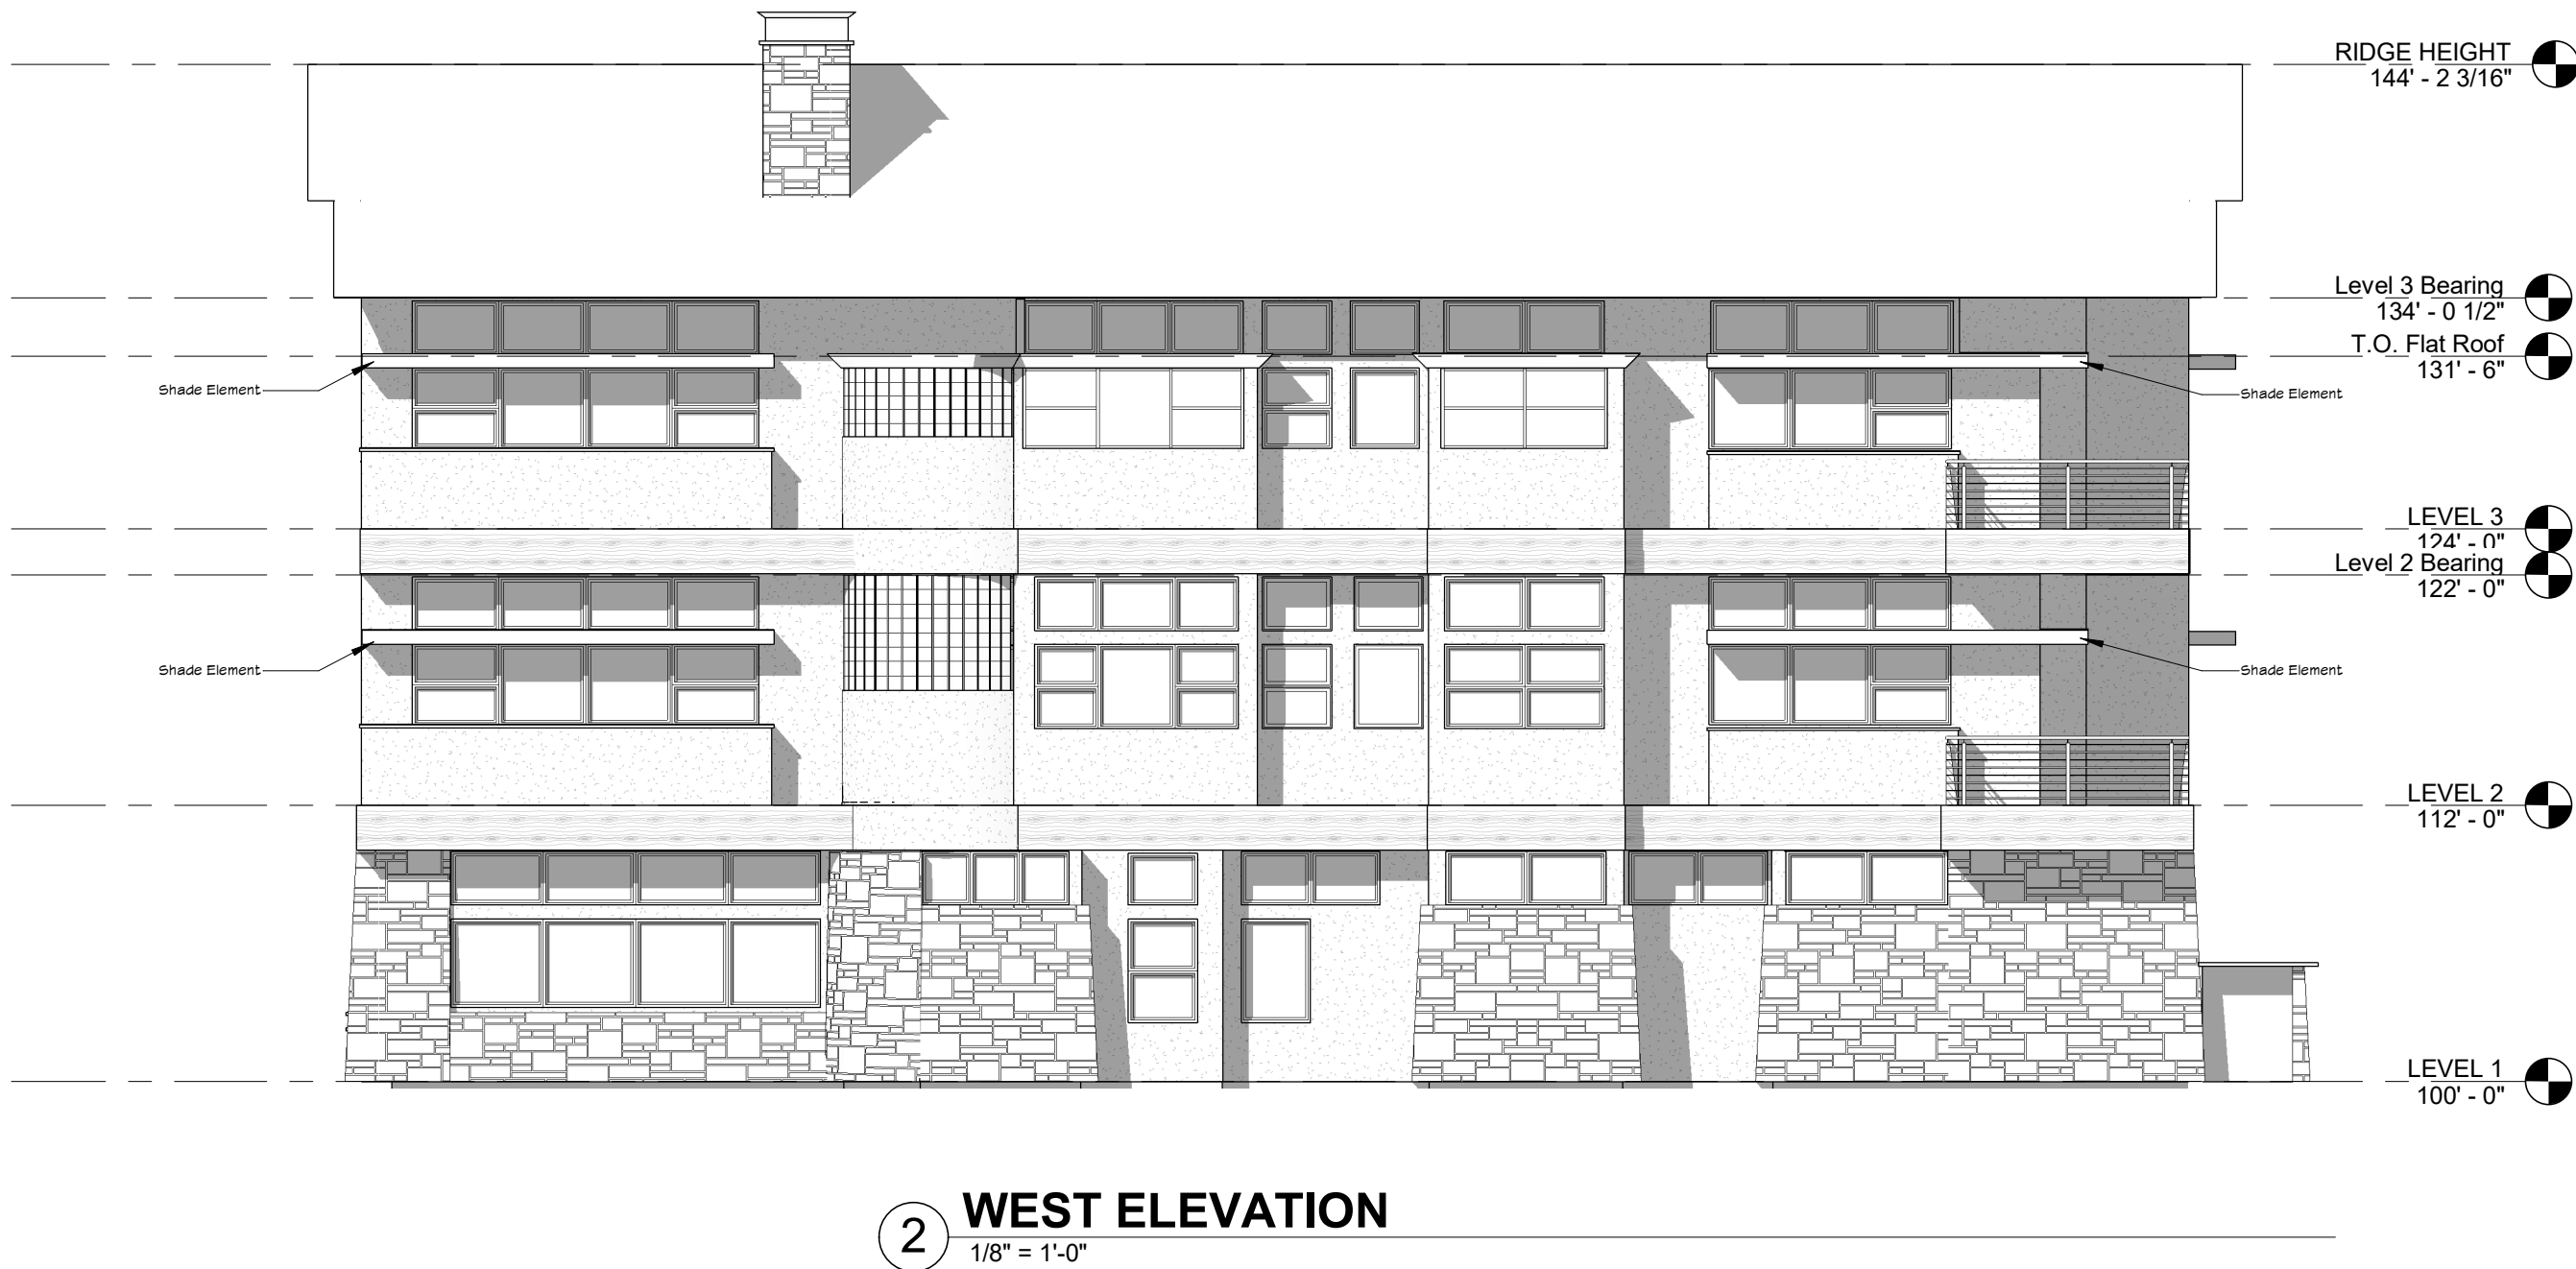 RIDGE HEIGHT
144' - 2 3/16"
Level 3 Bearing
134' - 0 1/2"
T.O. Flat Roof
131' - 6"
Shade Element
Shade Element
LEVEL 3
124' - 0"
Level 2 Bearing
122' - 0"
Shade Element
Shade Element
LEVEL 2
112' - 0"
LEVEL 1
100' - 0"
2
WEST ELEVATION
1/8" = 1'-0"